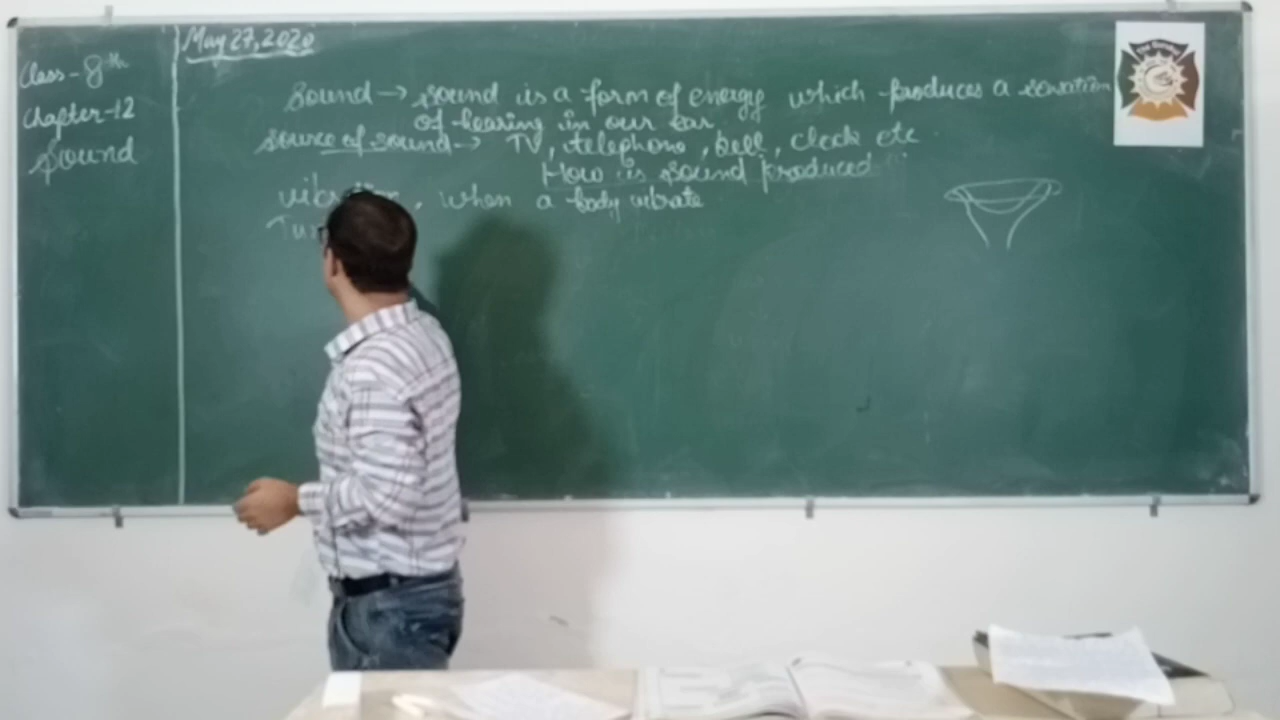 May 27, 2020
Class - 8th
Chapter - 12
Sound
Sound → sound is a form of energy which produces a sensation
of hearing in our ear.
source of sound → TV, telephone, bell, clock etc
How is sound produced
when a body vibrate